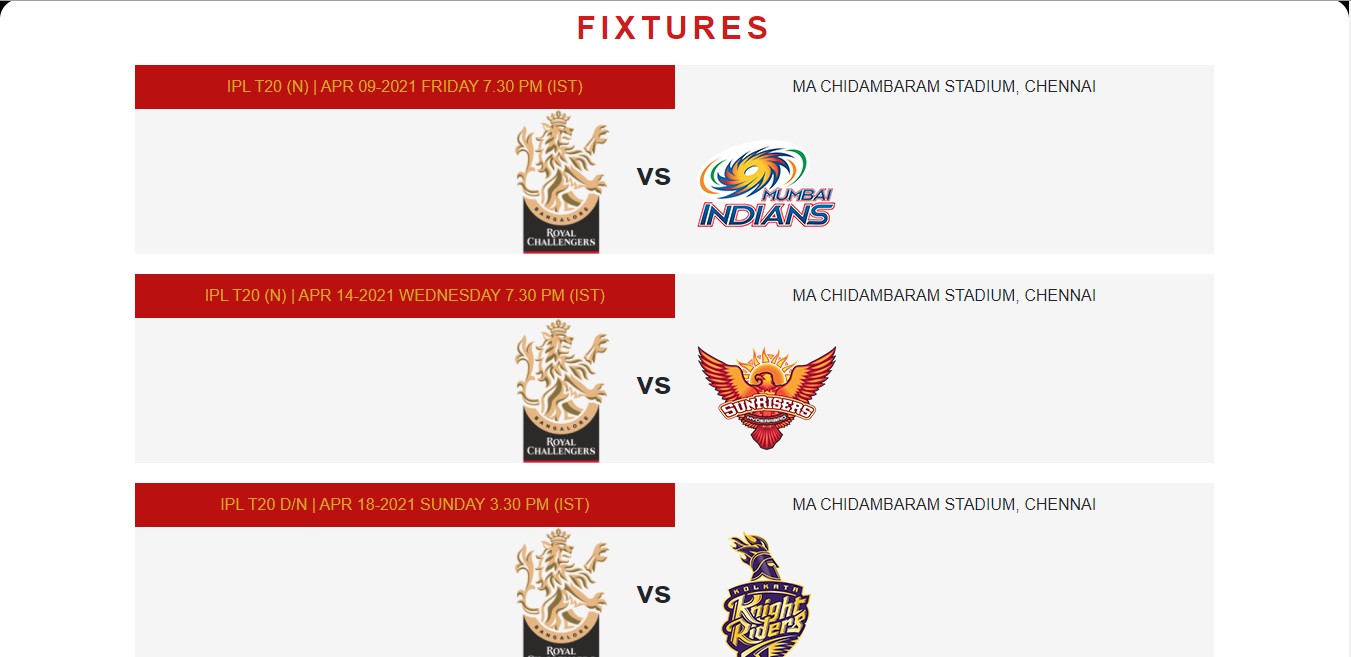 FIXTURES
IPL T20 (N) | APR 09-2021 FRIDAY 7.30 PM (IST)
MA CHIDAMBARAM STADIUM, CHENNAI
BANGALORE
ROYAL
CHALLENGERS
VS
MUMBAI
INDIANS
IPL T20 (N) | APR 14-2021 WEDNESDAY 7.30 PM (IST)
MA CHIDAMBARAM STADIUM, CHENNAI
BANGALORE
ROYAL
CHALLENGERS
VS
SUNRISERS
HYDERABAD
IPL T20 D/N | APR 18-2021 SUNDAY 3.30 PM (IST)
MA CHIDAMBARAM STADIUM, CHENNAI
BANGALORE
ROYAL
CHALLENGERS
VS
KOLKATA
Knight
Riders